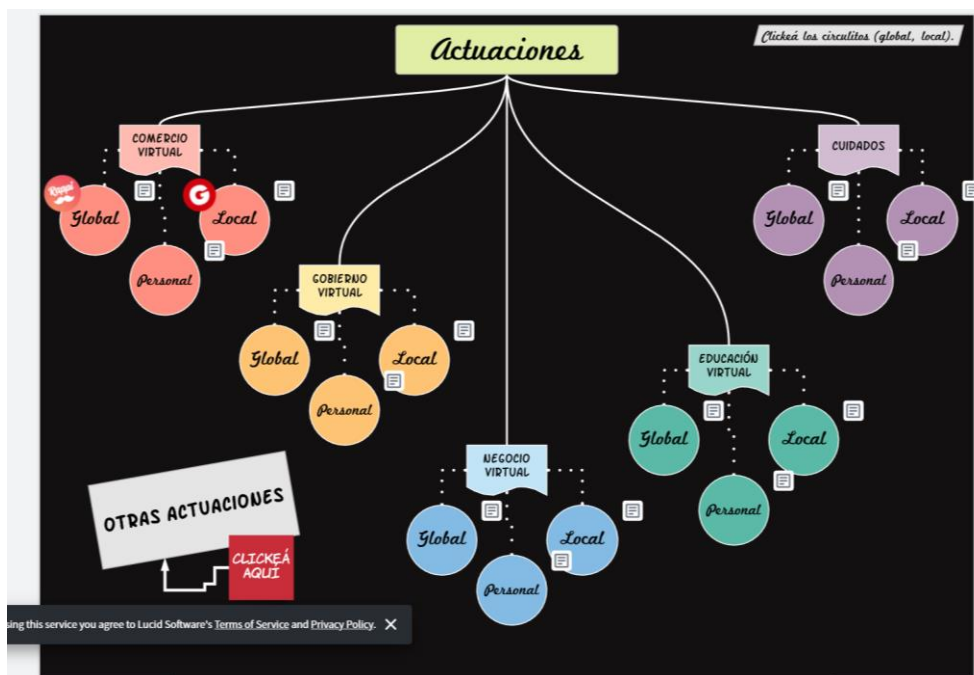 Actuaciones
Clickeá los circulitos (global, local).
COMERCIO
VIRTUAL
Rappi
Global
G
Local
Personal
CUIDADOS
Global
Local
Personal
GOBIERNO
VIRTUAL
Global
Local
Personal
EDUCACIÓN
VIRTUAL
Global
Local
Personal
NEGOCIO
VIRTUAL
Global
Local
Personal
OTRAS ACTUACIONES
CLICKEÁ
AQUÍ
sing this service you agree to Lucid Software's Terms of Service and Privacy Policy. X